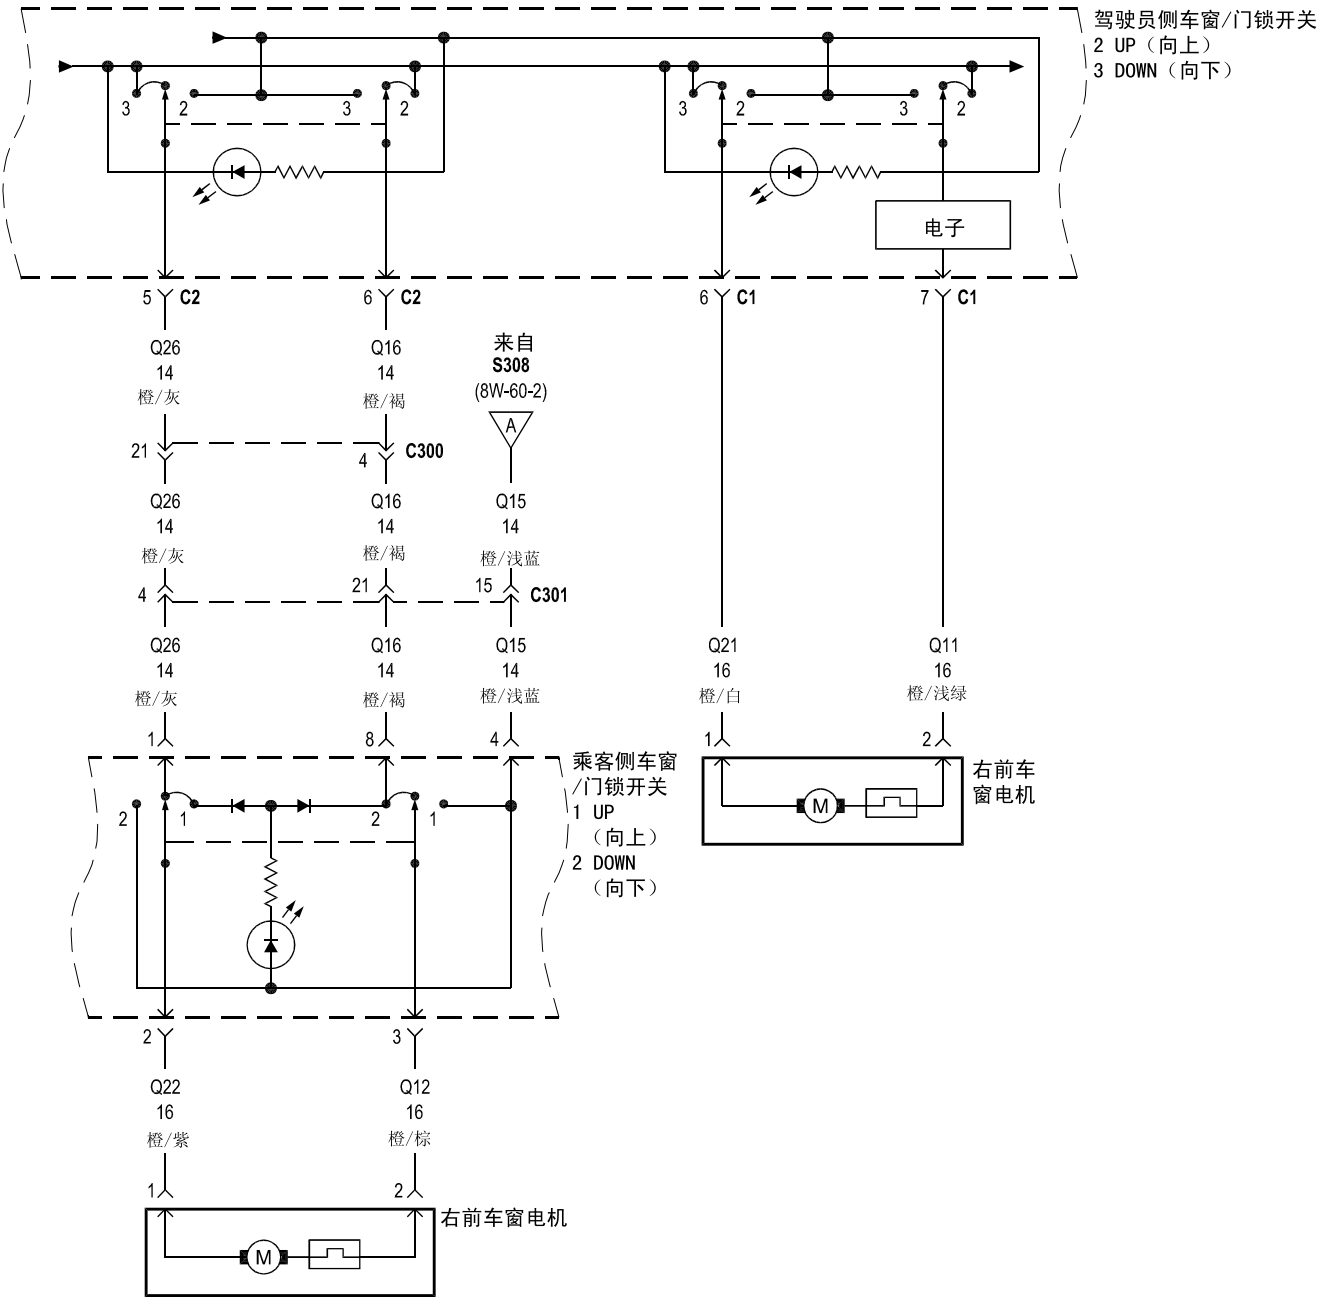 驾驶员侧车窗/门锁开关
2 UP（向上）
3 DOWN（向下）
3
2
3
2
3
2
3
2
电子
5 C2
6 C2
6 C1
7 C1
Q26
14
橙/灰
Q16
14
橙/褐
来自
S308
(8W-60-2)
A
21
4
C300
Q26
14
橙/灰
Q16
14
橙/褐
Q15
14
橙/浅蓝
4
21
15
C301
Q26
14
橙/灰
Q16
14
橙/褐
Q15
14
橙/浅蓝
Q21
16
橙/白
Q11
16
橙/浅绿
1
8
4
1
2
乘客侧车窗
/门锁开关
1 UP
（向上）
2 DOWN
（向下）
右前车
窗电机
M
2
1
2
1
2
3
Q22
16
橙/紫
Q12
16
橙/棕
1
2
右前车窗电机
M